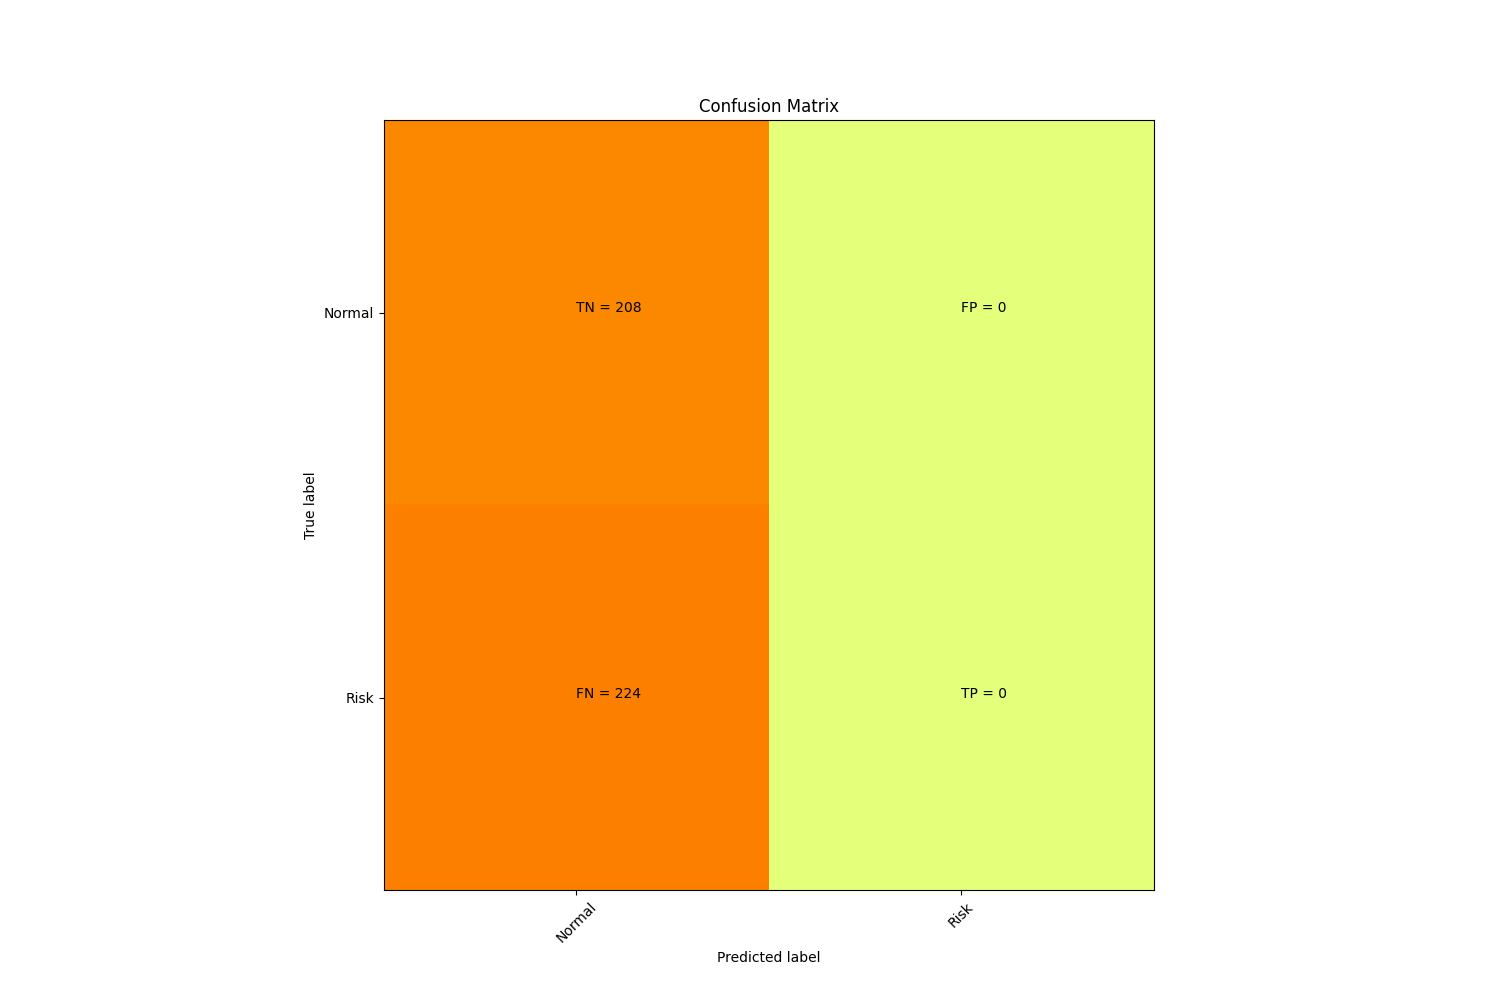 Confusion Matrix
TN = 208
FP = 0
Normal
True label
FN = 224
TP = 0
Risk
Normal
Risk
Predicted label